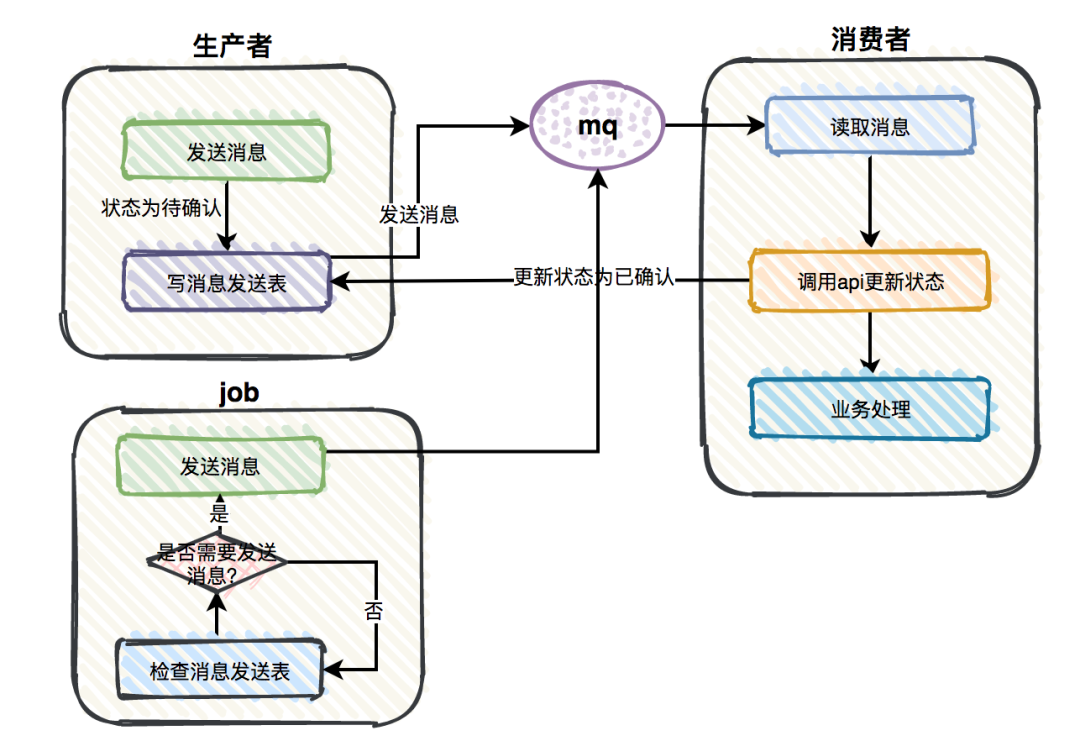 生产者
发送消息
状态为待确认
写消息发送表
发送消息
mq
消费者
读取消息
调用api更新状态
更新状态为已确认
业务处理
job
发送消息
是
是否需要发送
消息?
否
检查消息发送表